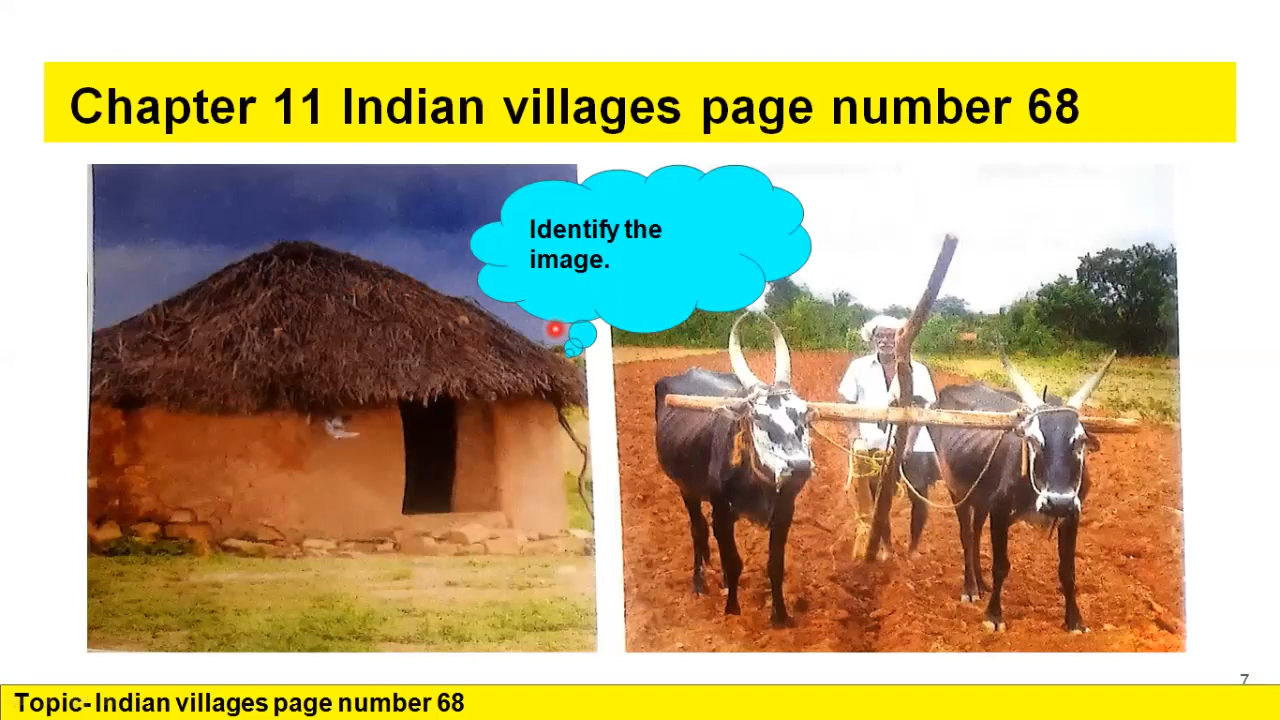 Chapter 11 Indian villages page number 68
Identify the
image.
7
Topic- Indian villages page number 68